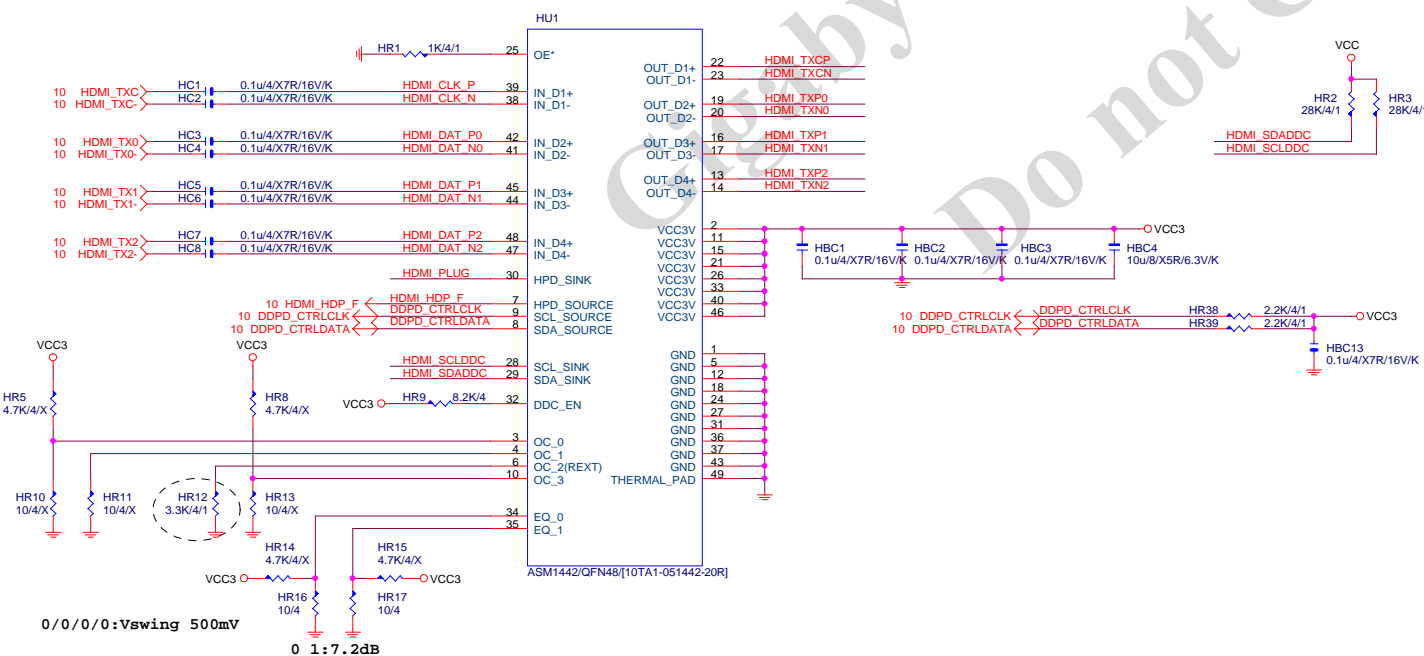 HU1
HR1 1K/4/1 25 OE*
10 HDMI_TXC HC1 0.1u/4/X7R/16V/K HDMI_CLK_P 39 IN_D1+
10 HDMI_TXC- HC2 0.1u/4/X7R/16V/K HDMI_CLK_N 38 IN_D1-
10 HDMI_TX0 HC3 0.1u/4/X7R/16V/K HDMI_DAT_P0 42 IN_D2+
10 HDMI_TX0- HC4 0.1u/4/X7R/16V/K HDMI_DAT_N0 41 IN_D2-
10 HDMI_TX1 HC5 0.1u/4/X7R/16V/K HDMI_DAT_P1 45 IN_D3+
10 HDMI_TX1- HC6 0.1u/4/X7R/16V/K HDMI_DAT_N1 44 IN_D3-
10 HDMI_TX2 HC7 0.1u/4/X7R/16V/K HDMI_DAT_P2 48 IN_D4+
10 HDMI_TX2- HC8 0.1u/4/X7R/16V/K HDMI_DAT_N2 47 IN_D4-
HDMI_PLUG 30 HPD_SINK
10 HDMI_HDP_F HDMI_HDP_F 7 HPD_SOURCE
10 DDPD_CTRLCLK DDPD_CTRLCLK 9 SCL_SOURCE
10 DDPD_CTRLDATA DDPD_CTRLDATA 8 SDA_SOURCE
HDMI_SCLDDC 28 SCL_SINK
HDMI_SDADDC 29 SDA_SINK
VCC3 HR9 8.2K/4 32 DDC_EN
3 OC_0
4 OC_1
6 OC_2(REXT)
10 OC_3
34 EQ_0
35 EQ_1
VCC3
HR5
4.7K/4/X
VCC3
HR8
4.7K/4/X
HR10
10/4/X
HR11
10/4/X
HR12
3.3K/4/1
HR13
10/4/X
HR14
4.7K/4/X
VCC3
HR15
4.7K/4/X
VCC3
HR16
10/4
HR17
10/4
0/0/0/0:Vswing 500mV
0 1:7.2dB
OUT_D1+ 22 HDMI_TXCP
OUT_D1- 23 HDMI_TXCN
OUT_D2+ 19 HDMI_TXP0
OUT_D2- 20 HDMI_TXN0
OUT_D3+ 16 HDMI_TXP1
OUT_D3- 17 HDMI_TXN1
OUT_D4+ 13 HDMI_TXP2
OUT_D4- 14 HDMI_TXN2
VCC3V 2
VCC3V 11
VCC3V 15
VCC3V 21
VCC3V 26
VCC3V 33
VCC3V 40
VCC3V 46
GND 1
GND 5
GND 12
GND 18
GND 24
GND 27
GND 31
GND 36
GND 37
GND 43
THERMAL_PAD 49
ASM1442/QFN48/[10TA1-051442-20R]
VCC3
HBC1
0.1u/4/X7R/16V/K
HBC2
0.1u/4/X7R/16V/K
HBC3
0.1u/4/X7R/16V/K
HBC4
10u/8/X5R/6.3V/K
VCC
HR2
28K/4/1
HR3
28K/4/
HDMI_SDADDC
HDMI_SCLDDC
10 DDPD_CTRLCLK DDPD_CTRLCLK HR38 2.2K/4/1 VCC3
10 DDPD_CTRLDATA DDPD_CTRLDATA HR39 2.2K/4/1
HBC13
0.1u/4/X7R/16V/K
Gigaby
Do not